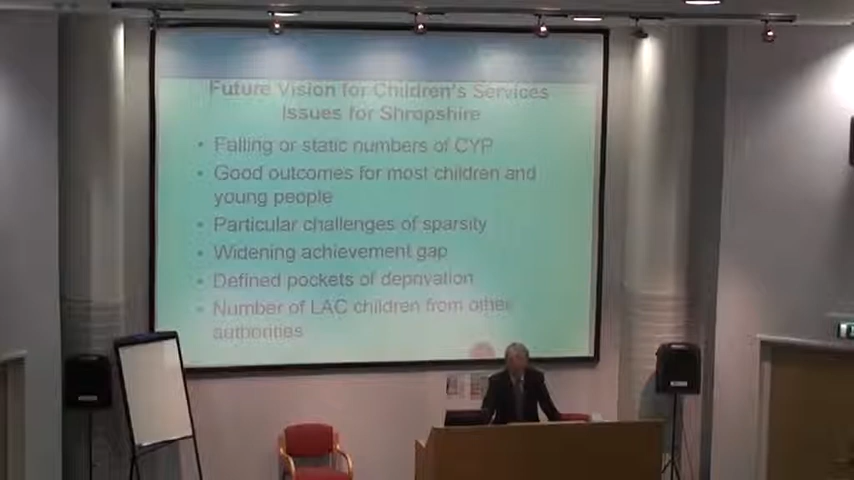 Future Vision for Children's Services
Issues for Shropshire
• Falling or static numbers of CYP
• Good outcomes for most children and
young people
• Particular challenges of sparsity
• Widening achievement gap
• Defined pockets of deprivation
• Number of LAC children from other
authorities